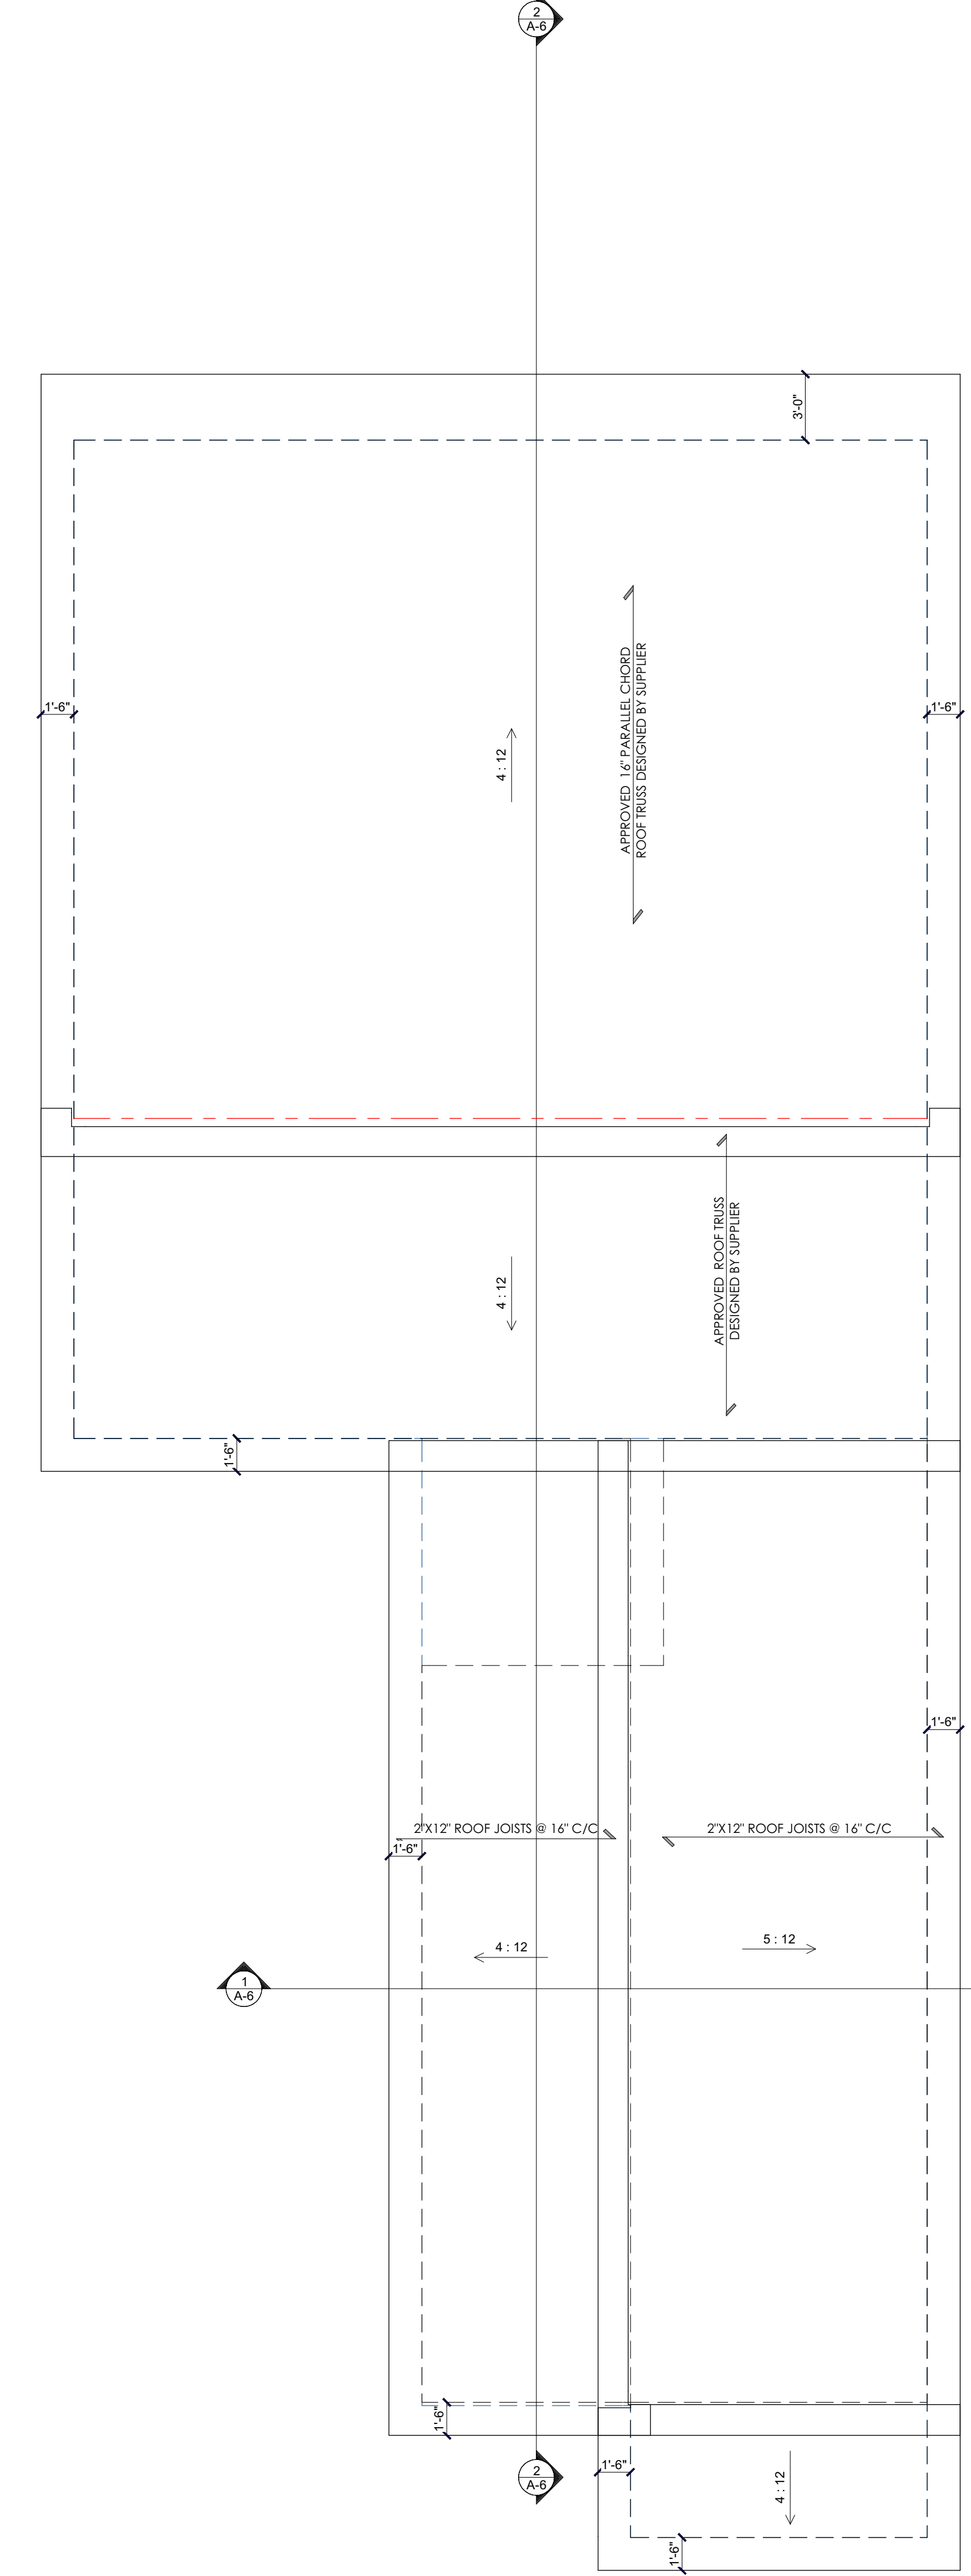 2
A-6
3'-0"
1'-6"
1'-6"
APPROVED 16" PARALLEL CHORD
ROOF TRUSS DESIGNED BY SUPPLIER
4 : 12
APPROVED ROOF TRUSS
DESIGNED BY SUPPLIER
4 : 12
1'-6"
1'-6"
2"X12" ROOF JOISTS @ 16" C/C
2"X12" ROOF JOISTS @ 16" C/C
1'-6"
5 : 12
4 : 12
1
A-6
1'-6"
1'-6"
2
A-6
4 : 12
1'-6"